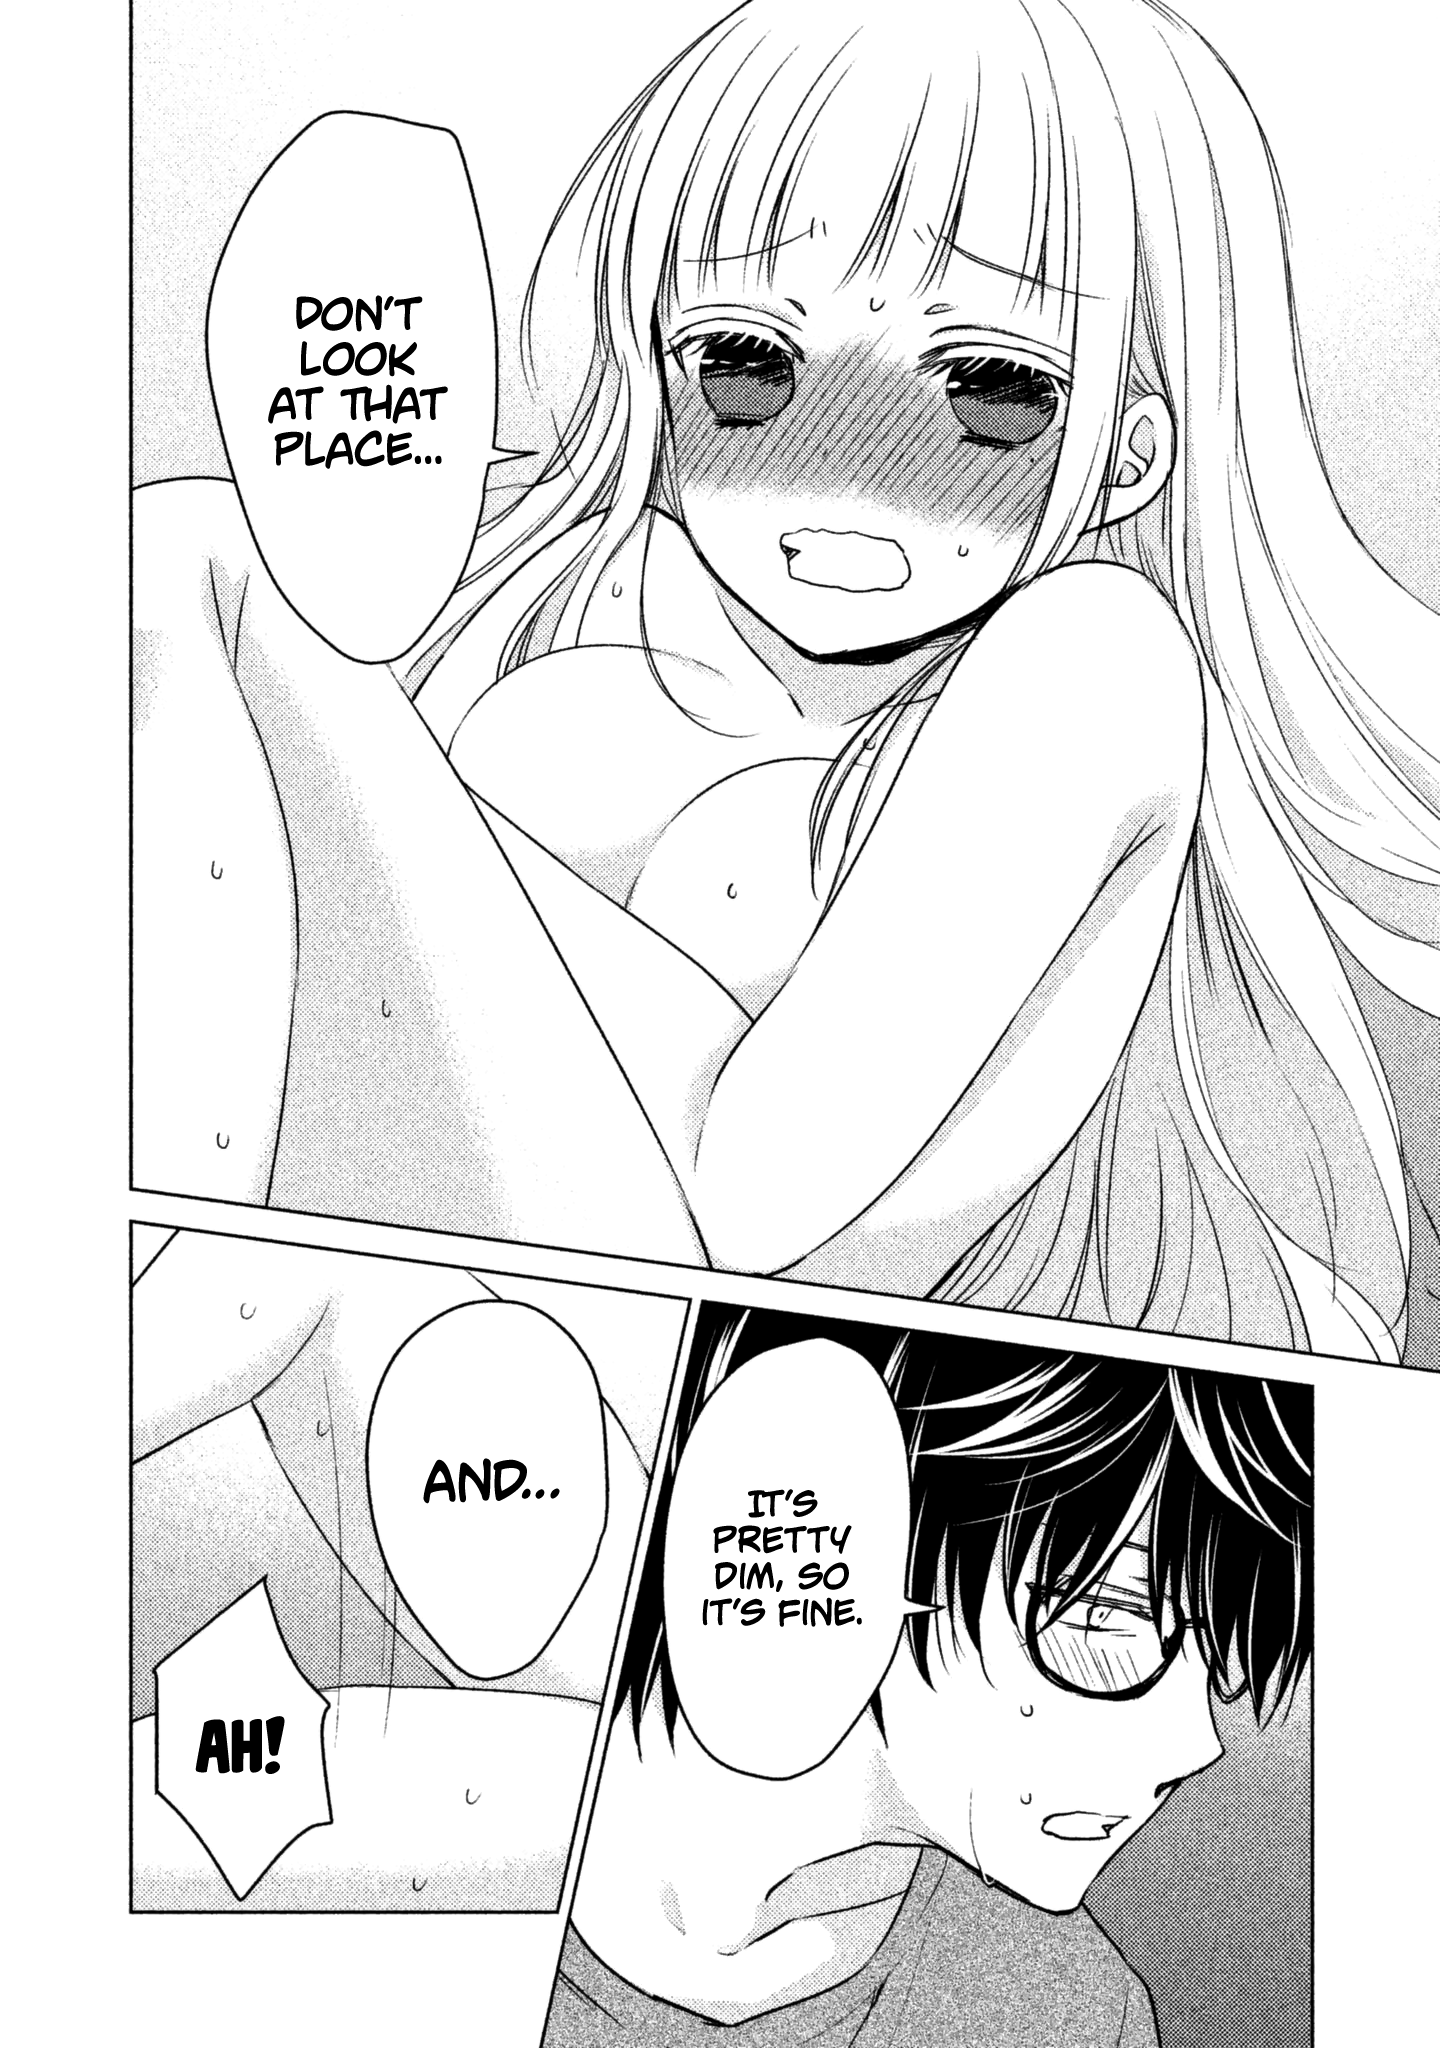 DON'T
LOOK
AT THAT
PLACE...
IT'S
PRETTY
DIM, SO
IT'S FINE.
AND...
AH!